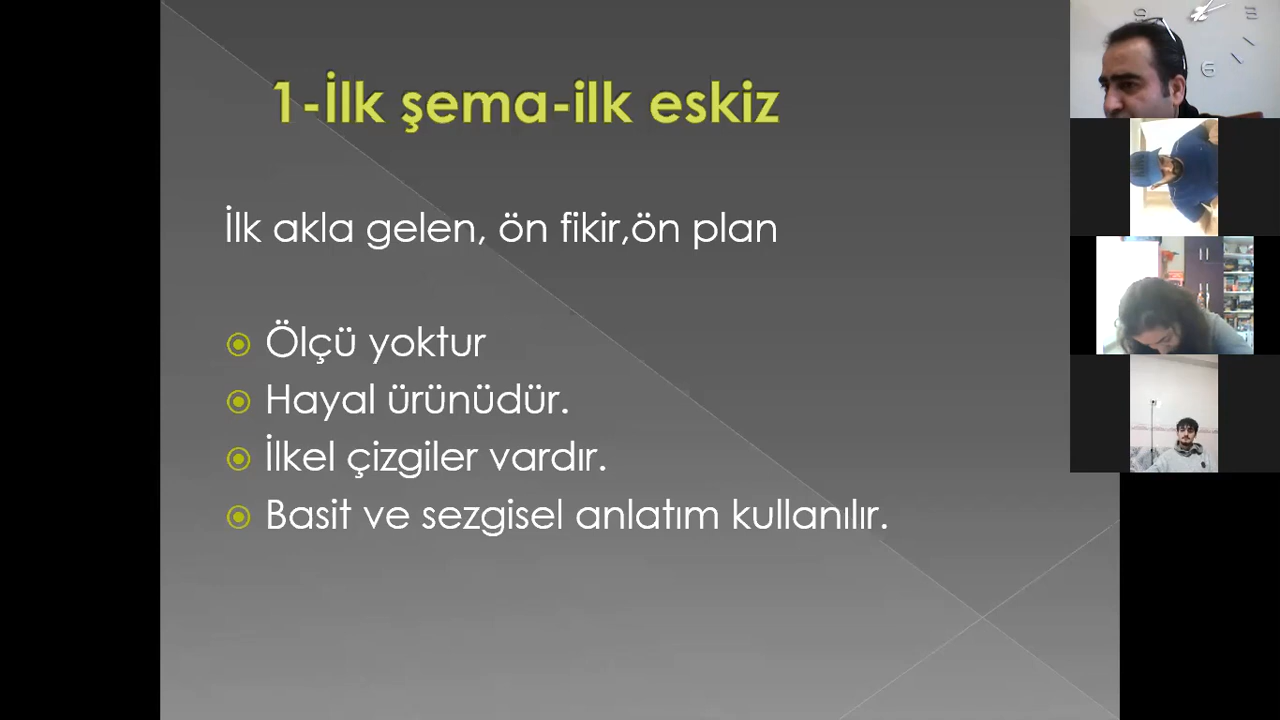 1-İlk şema-ilk eskiz
İlk akla gelen, ön fikir,ön plan
Ölçü yoktur
Hayal ürünüdür.
İlkel çizgiler vardır.
Basit ve sezgisel anlatım kullanılır.